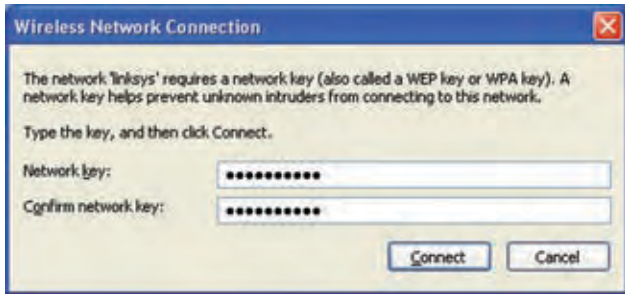 Wireless Network Connection
The network 'linksys' requires a network key (also called a WEP key or WPA key). A
network key helps prevent unknown intruders from connecting to this network.
Type the key, and then click Connect.
Network key: ••••••••••
Confirm network key: ••••••••••
Connect Cancel